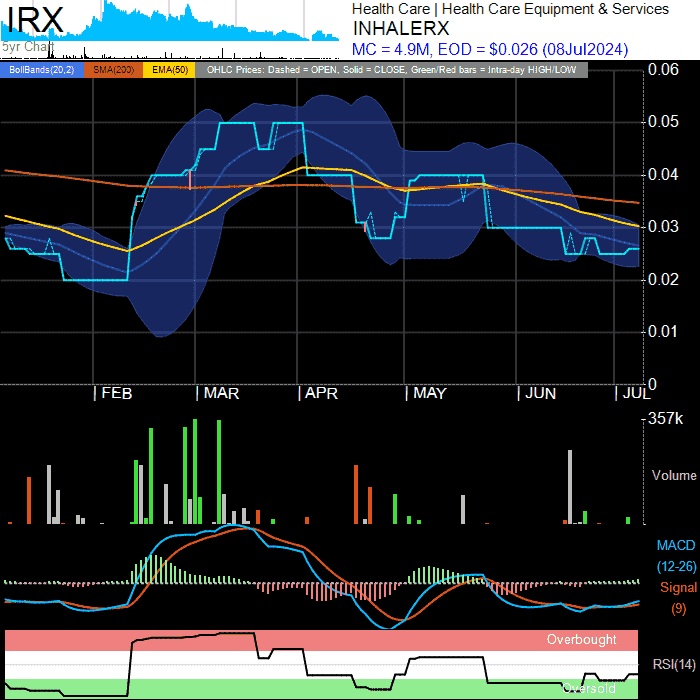 IRX
5yr Chart
Health Care | Health Care Equipment & Services
INHALERX
MC = 4.9M, EOD = $0.026 (08Jul2024)
BollBands(20,2) SMA(200) EMA(50) OHLC Prices: Dashed = OPEN, Solid = CLOSE, Green/Red bars = Intra-day HIGH/LOW
0.06
0.05
0.04
0.03
0.02
0.01
0
| FEB | MAR | APR | MAY | JUN | JUL
357k
Volume
MACD
(12-26)
Signal
(9)
Overbought
RSI(14)
Oversold